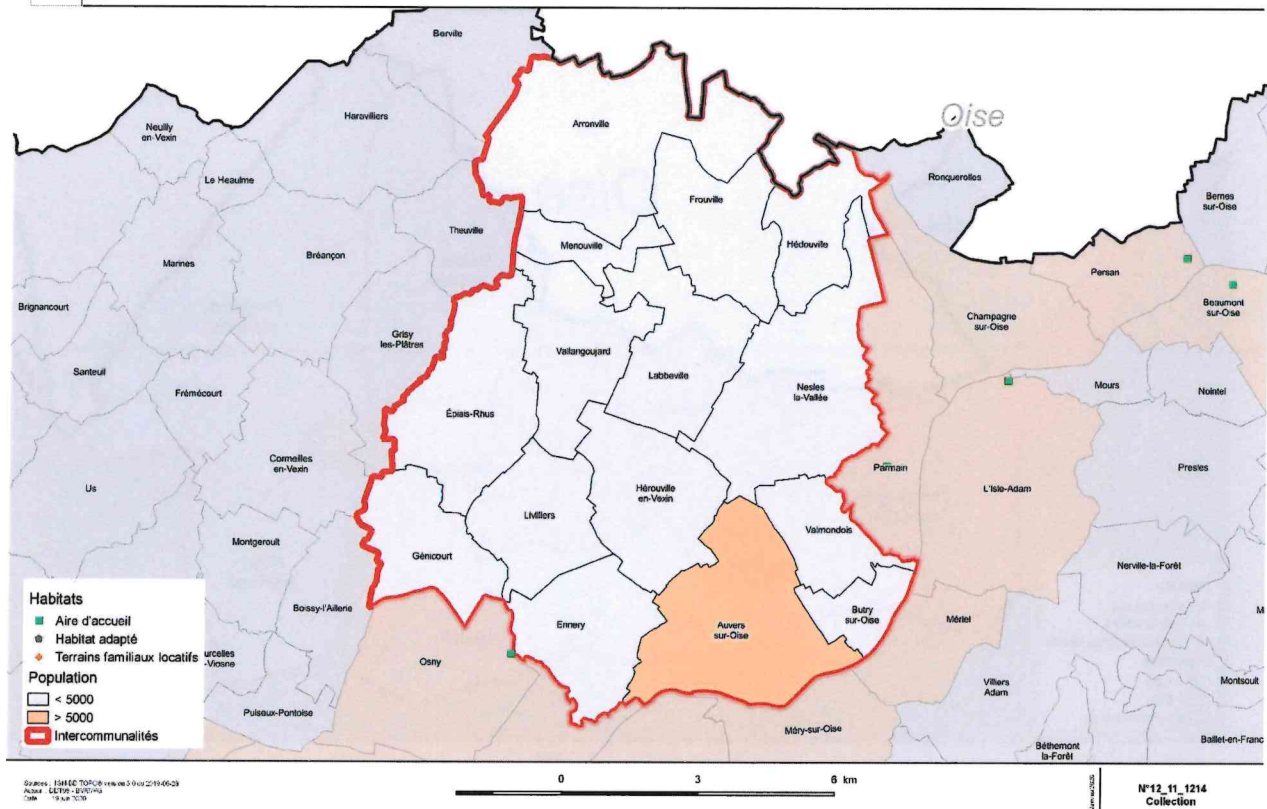 Berville
Oise
Neuilly
en-Vexin
Haravilliers
Arronville
Ronquerolles
Le Heaulme
Bernes
sur-Oise
Frouville
Theuville
Menouville
Hédouville
Marines
Bréançon
Persan
Brignancourt
Beaumont
sur-Oise
Champagne
sur-Oise
Grisy
les-Plâtres
Vallangoujard
Santeuil
Labbeville
Frémécourt
Nesles
la-Vallée
Mours
Nointel
Épiais-Rhus
Cormeilles
en-Vexin
Parmain
Presles
Us
Hérouville
en-Vexin
L'Isle-Adam
Livilliers
Valmondois
Montgeroult
Génicourt
Nerville-la-Forêt
Habitats
Aire d'accueil
Habitat adapté
Terrains familiaux locatifs
Population
< 5000
> 5000
Intercommunalités
Boissy-l'Aillerie
Butry
sur-Oise
M
Ennery
Auvers
sur-Oise
Mériel
urcelles
-Viosne
Osny
Villiers
Adam
Montsoult
Puiseux-Pontoise
Méry-sur-Oise
Baillet-en-Franc
Béthemont
la-Forêt
0 3 6 km
N°12_11_1214
Collection